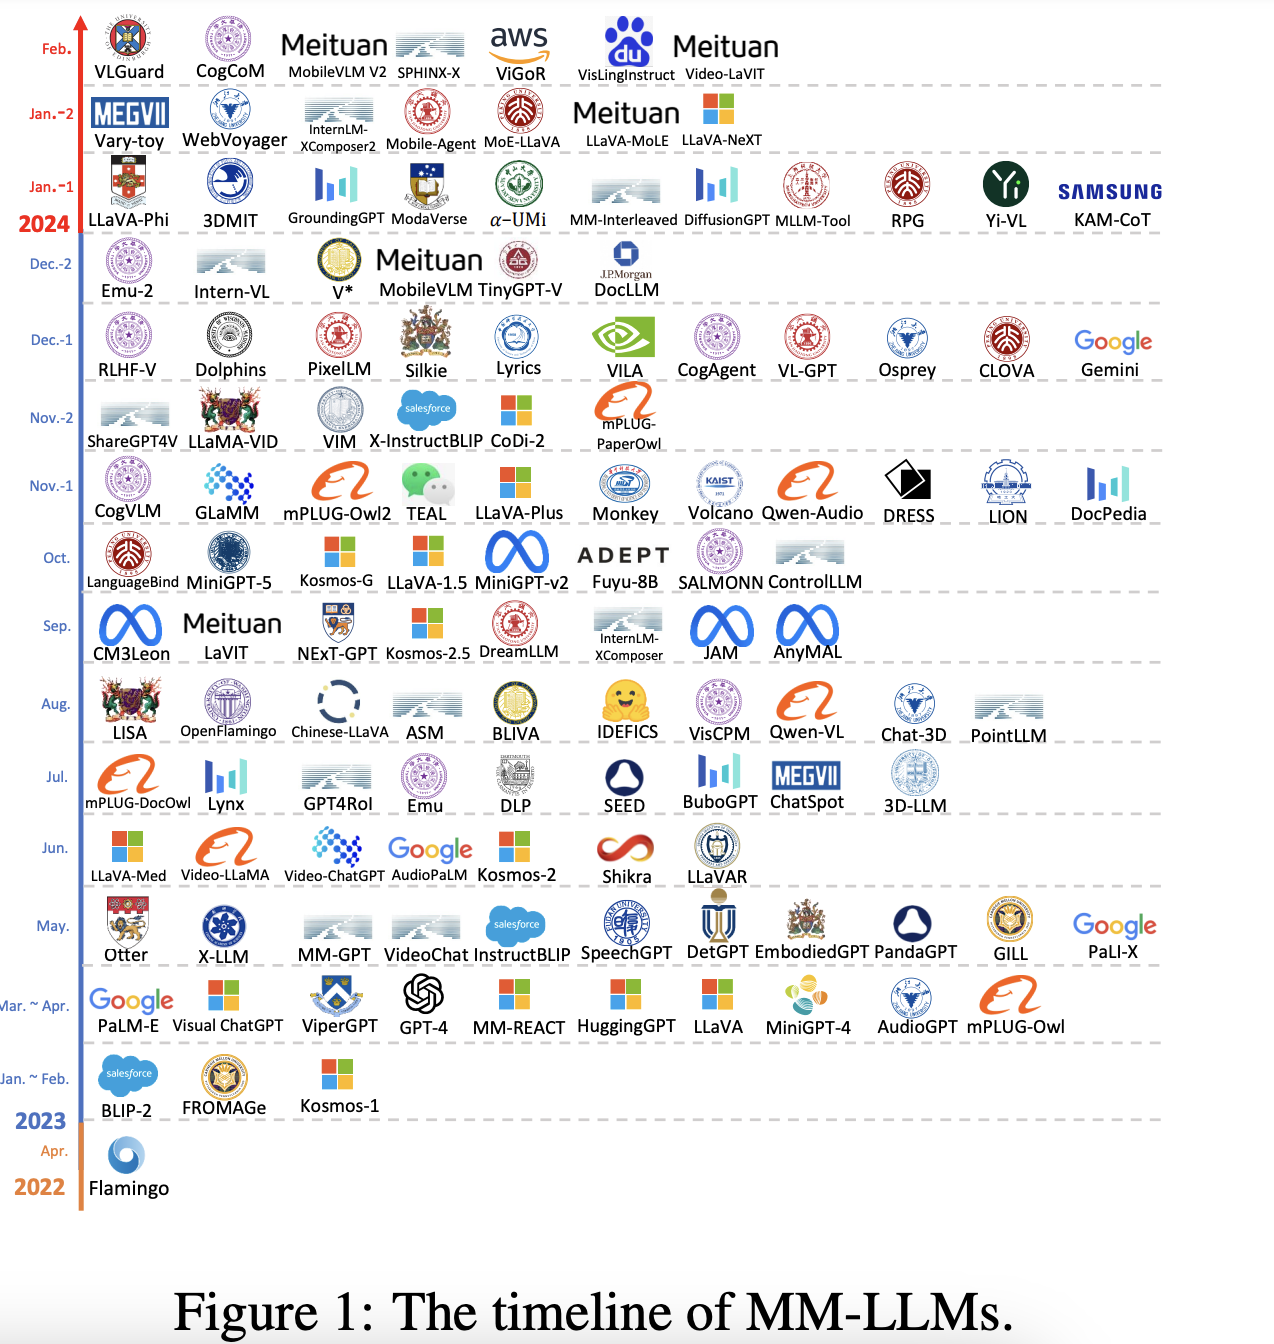 Feb.
Meituan
aws
du
Meituan
VLGuard CogCoM MobileVLM V2 SPHINX-X ViGoR VisLingInstruct Video-LaVIT
Jan.-2
MEGVII
Meituan
Vary-toy WebVoyager InternLM-XComposer2 Mobile-Agent MoE-LLaVA LLaVA-MoLE LLaVA-NeXT
Jan.-1
Yi
SAMSUNG
2024
LLaVA-Phi 3DMIT GroundingGPT ModaVerse α-UMi MM-Interleaved DiffusionGPT MLLM-Tool RPG Yi-VL KAM-CoT
Dec.-2
Meituan
J.P.Morgan
Emu-2 Intern-VL V* MobileVLM TinyGPT-V DocLLM
Dec.-1
Google
RLHF-V Dolphins PixelLM Silkie Lyrics VILA CogAgent VL-GPT Osprey CLOVA Gemini
Nov.-2
salesforce
ShareGPT4V LLaMA-VID VIM X-InstructBLIP CoDi-2 mPLUG-PaperOwl
Nov.-1
KAIST
CogVLM GLaMM mPLUG-Owl2 TEAL LLaVA-Plus Monkey Volcano Qwen-Audio DRESS LION DocPedia
Oct.
ADEPT
LanguageBind MiniGPT-5 Kosmos-G LLaVA-1.5 MiniGPT-v2 Fuyu-8B SALMONN ControlLLM
Sep.
Meituan
CM3Leon LaVIT NExT-GPT Kosmos-2.5 DreamLLM InternLM-XComposer JAM AnyMAL
Aug.
LISA OpenFlamingo Chinese-LLaVA ASM BLIVA IDEFICS VisCPM Qwen-VL Chat-3D PointLLM
Jul.
MEGVII
mPLUG-DocOwl Lynx GPT4RoI Emu DLP SEED BuboGPT ChatSpot 3D-LLM
Jun.
Google
LLaVA-Med Video-LLaMA Video-ChatGPT AudioPaLM Kosmos-2 Shikra LLaVAR
May.
salesforce
Google
Otter X-LLM MM-GPT VideoChat InstructBLIP SpeechGPT DetGPT EmbodiedGPT PandaGPT GILL PaLI-X
Mar. ~ Apr.
Google
PaLM-E Visual ChatGPT ViperGPT GPT-4 MM-REACT HuggingGPT LLaVA MiniGPT-4 AudioGPT mPLUG-Owl
Jan. ~ Feb.
salesforce
BLIP-2 FROMAGe Kosmos-1
2023
Apr.
2022
Flamingo
Figure 1: The timeline of MM-LLMs.